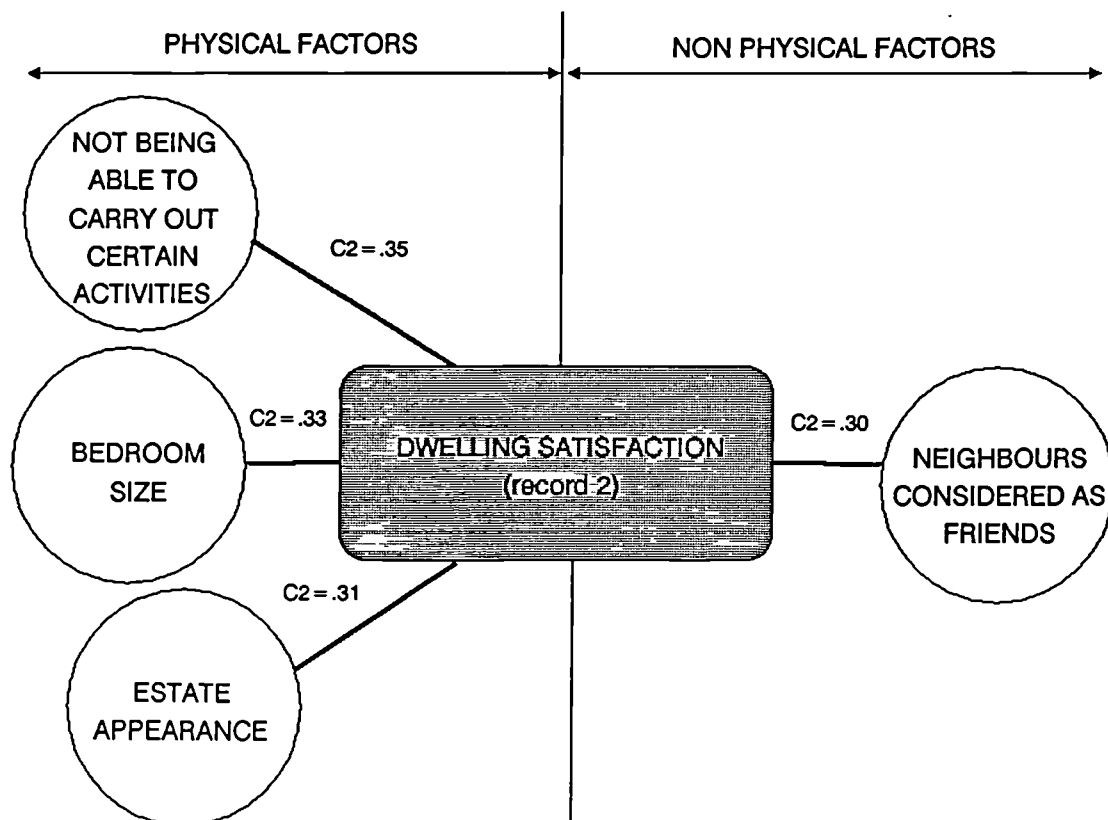 PHYSICAL FACTORS
NON PHYSICAL FACTORS
NOT BEING
ABLE TO
CARRY OUT
CERTAIN
ACTIVITIES
C2 = .35
BEDROOM
SIZE
C2 = .33
DWELLING SATISFACTION
(record 2)
C2 = .30
NEIGHBOURS
CONSIDERED AS
FRIENDS
C2 = .31
ESTATE
APPEARANCE